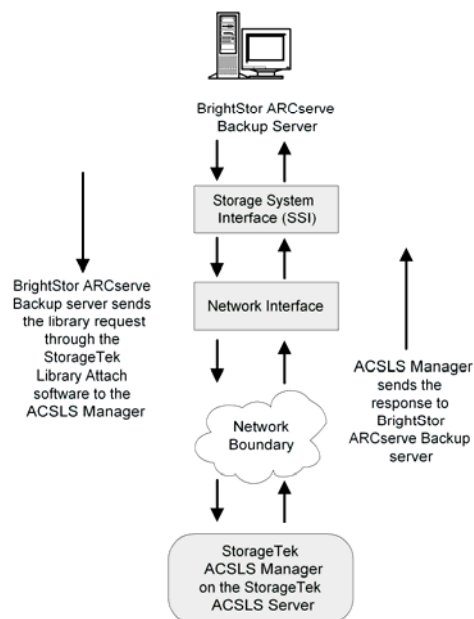 BrightStor ARCserve
Backup Server
Storage System
Interface (SSI)
BrightStor ARCserve
Backup server sends
the library request
through the
StorageTek
Library Attach
software to the
ACSLS Manager
Network Interface
ACSLS Manager
sends the
response to
BrightStor
ARCserve Backup
server
Network
Boundary
StorageTek
ACSLS Manager
on the StorageTek
ACSLS Server